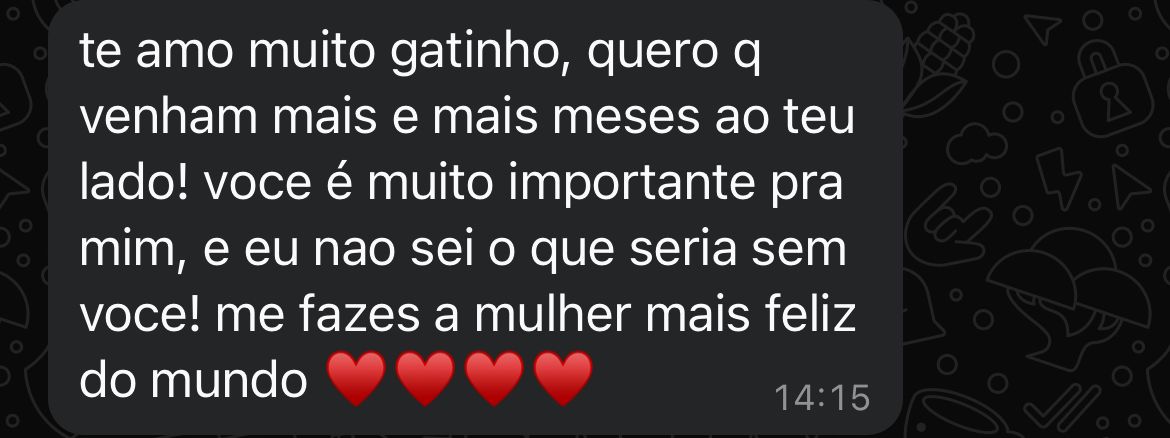 te amo muito gatinho, quero q
venham mais e mais meses ao teu
lado! voce é muito importante pra
mim, e eu nao sei o que seria sem
voce! me fazes a mulher mais feliz
do mundo ♥️♥️♥️♥️
14:15